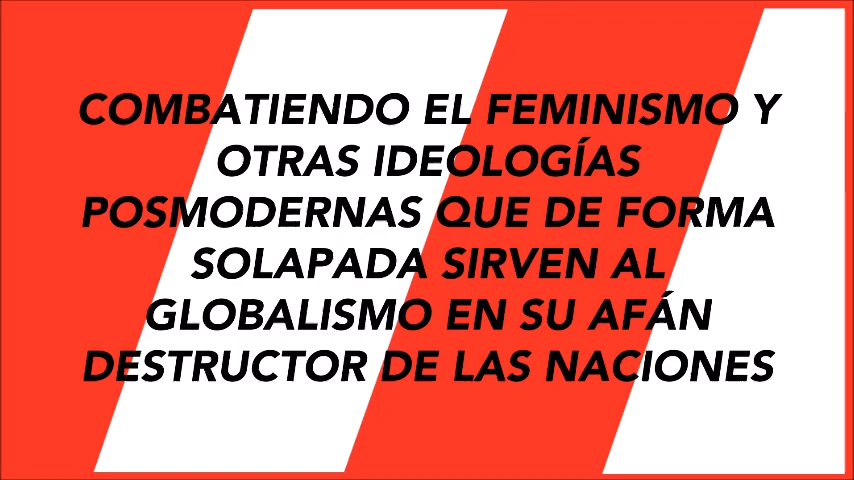 COMBATIENDO EL FEMINISMO Y
OTRAS IDEOLOGÍAS
POSMODERNAS QUE DE FORMA
SOLAPADA SIRVEN AL
GLOBALISMO EN SU AFÁN
DESTRUCTOR DE LAS NACIONES